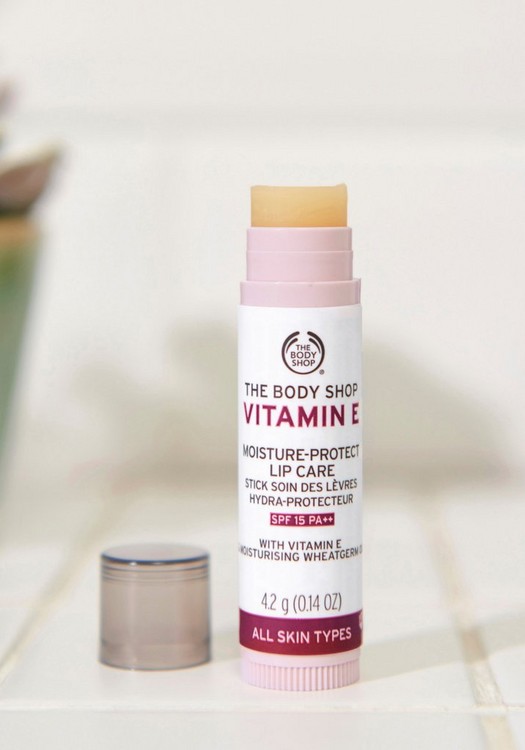 THE
BODY
SHOP
®
THE BODY SHOP
VITAMIN E
MOISTURE-PROTECT
LIP CARE
STICK SOIN DES LÈVRES
HYDRA-PROTECTEUR
SPF 15 PA++
WITH VITAMIN E
MOISTURISING WHEATGERM
4.2 g (0.14 OZ)
ALL SKIN TYPES